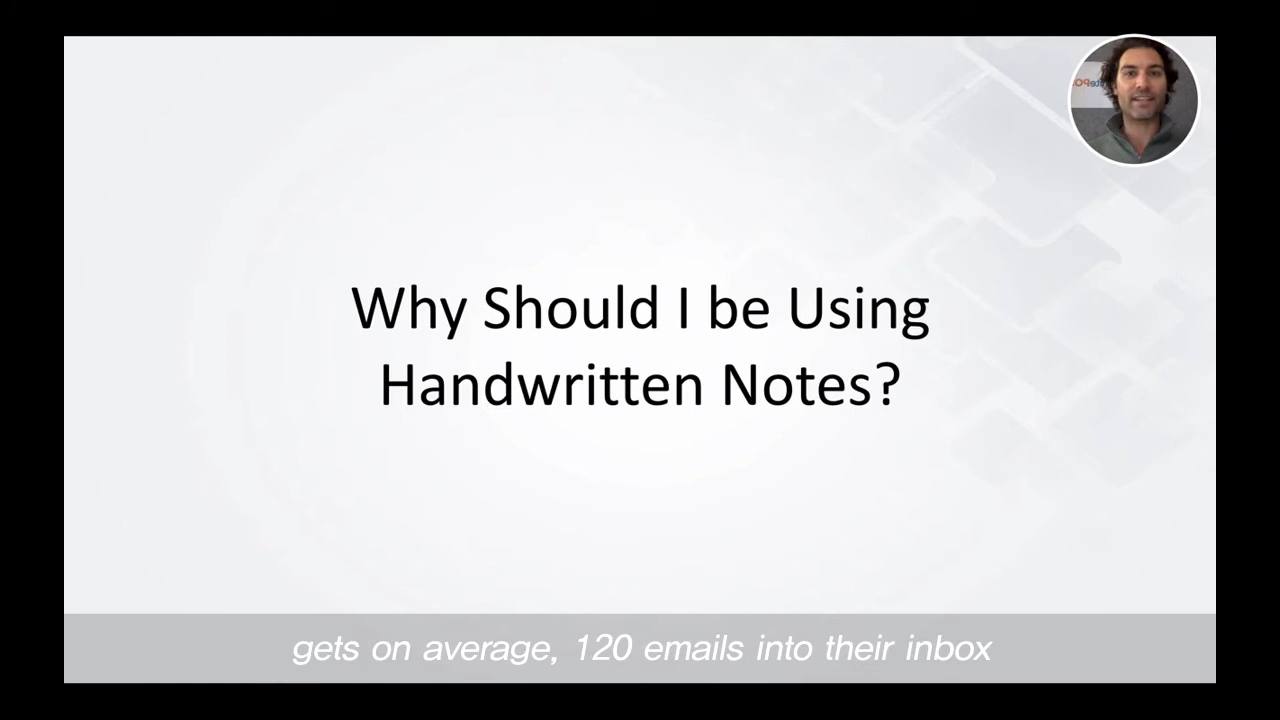 Why Should I be Using
Handwritten Notes?
gets on average, 120 emails into their inbox